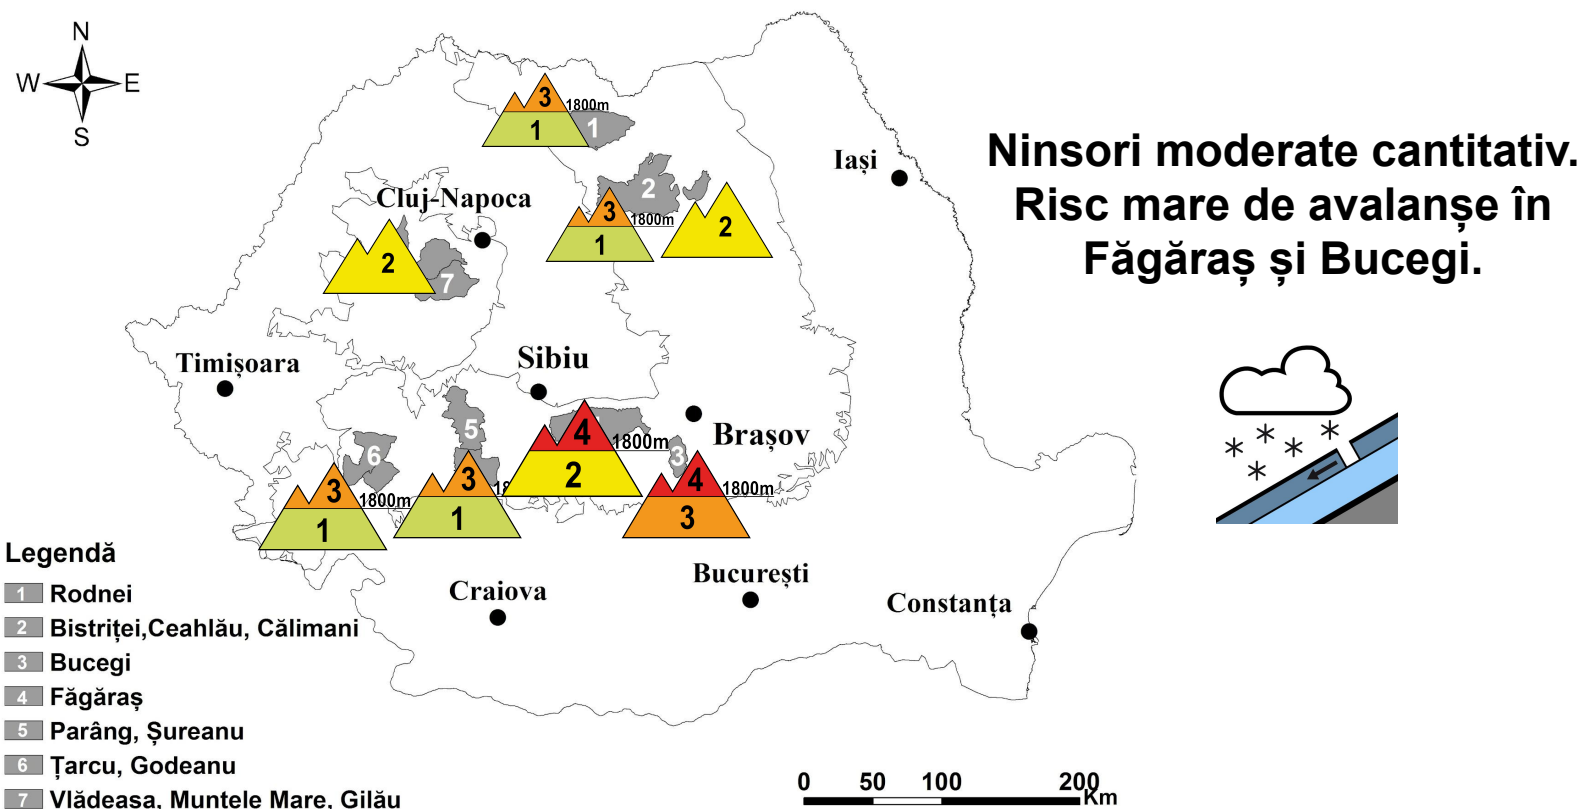 N
W E
S
3
1800m
1
1
Iași
Ninsori moderate cantitativ.
Risc mare de avalanșe în
Făgăraș și Bucegi.
2
3
1800m
1
2
Cluj-Napoca
2
7
Timișoara
Sibiu
Brașov
5
6
3
4
1800m
2
3
1800m
1
3
18
1
4
1800m
3
Craiova
București
Constanța
Legendă
1 Rodnei
2 Bistriței,Ceahlău, Călimani
3 Bucegi
4 Făgăraș
5 Parâng, Șureanu
6 Țarcu, Godeanu
7 Vlădeasa, Muntele Mare, Gilău
0 50 100 200
Km